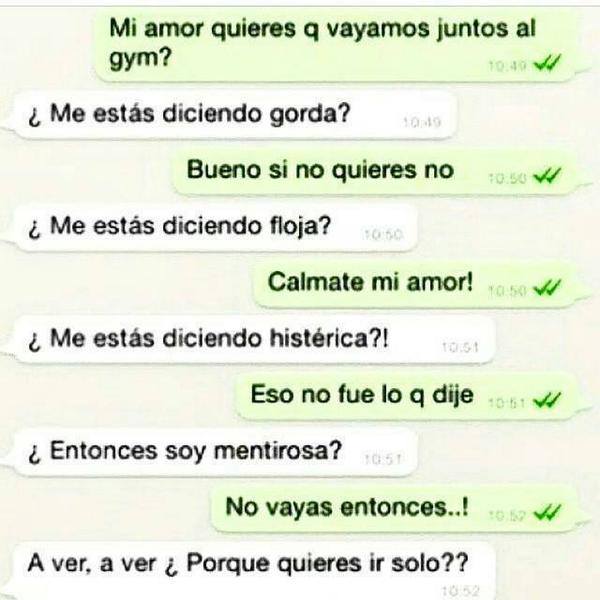 Mi amor quieres q vayamos juntos al
gym?
10:49
¿ Me estás diciendo gorda?
10:49
Bueno si no quieres no
10:50
¿ Me estás diciendo floja?
10:50
Calmate mi amor!
10:50
¿ Me estás diciendo histérica?!
10:51
Eso no fue lo q dije
10:51
¿ Entonces soy mentirosa?
10:51
No vayas entonces..!
10:52
A ver, a ver ¿ Porque quieres ir solo??
10:52